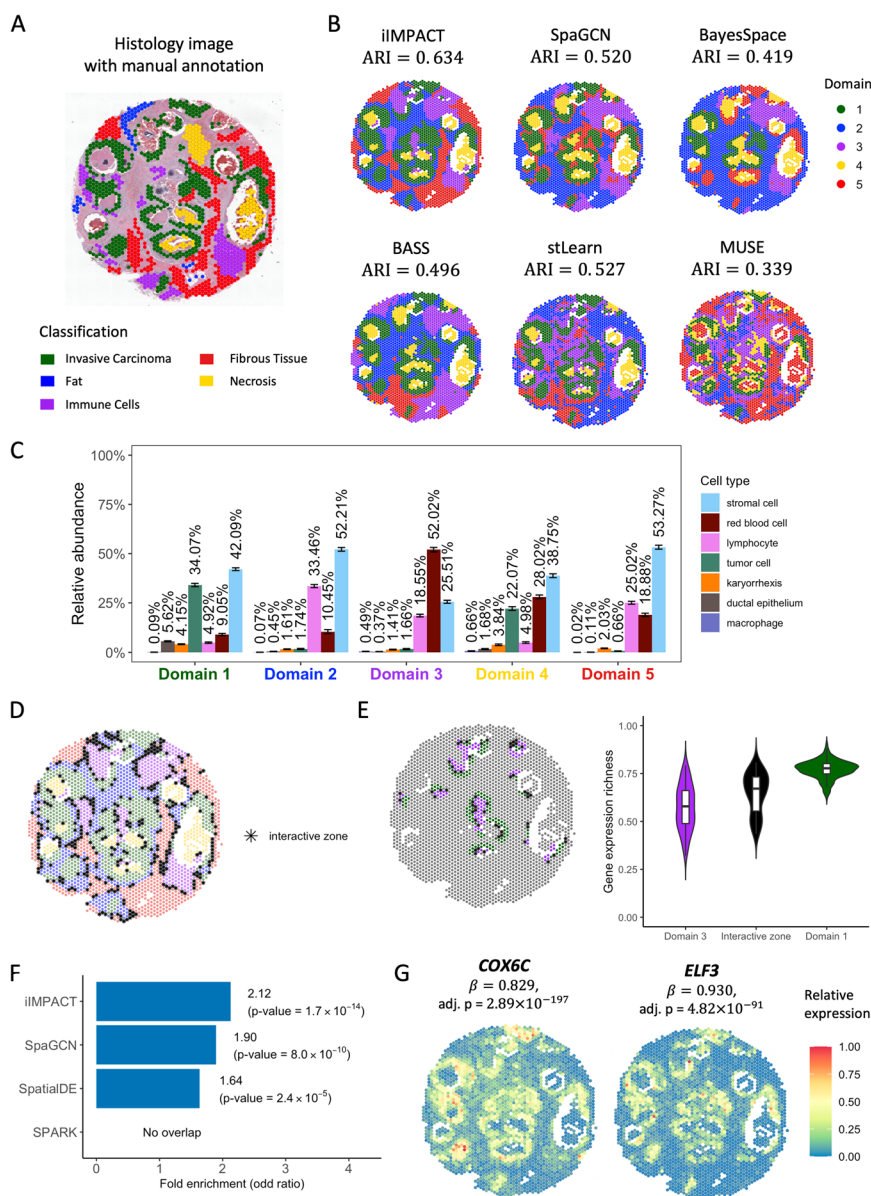 A
Histology image
with manual annotation
Classification
Invasive Carcinoma
Fat
Immune Cells
Fibrous Tissue
Necrosis
B
iIMPACT
ARI = 0.634
SpaGCN
ARI = 0.520
BayesSpace
ARI = 0.419
BASS
ARI = 0.496
stLearn
ARI = 0.527
MUSE
ARI = 0.339
Domain
1
2
3
4
5
C
Relative abundance
100%
75%
50%
25%
0%
0.09%
5.62%
4.15%
34.07%
4.92%
9.05%
42.09%
0.07%
0.45%
1.61%
1.74%
33.46%
10.45%
52.21%
0.49%
0.37%
1.41%
1.66%
18.55%
52.02%
25.51%
0.66%
1.68%
3.84%
22.07%
4.98%
28.02%
38.75%
0.02%
0.11%
2.03%
0.66%
25.02%
18.88%
53.27%
Domain 1
Domain 2
Domain 3
Domain 4
Domain 5
Cell type
stromal cell
red blood cell
lymphocyte
tumor cell
karyorrhexis
ductal epithelium
macrophage
D
interactive zone
E
Gene expression richness
1.00
0.75
0.50
0.25
0.00
Domain 3
Interactive zone
Domain 1
F
iIMPACT
SpaGCN
SpatialDE
SPARK
2.12
(p-value = 1.7 × 10⁻¹⁴)
1.90
(p-value = 8.0 × 10⁻¹⁰)
1.64
(p-value = 2.4 × 10⁻⁵)
No overlap
0
1
2
3
4
Fold enrichment (odd ratio)
G
COX6C
β = 0.829,
adj. p = 2.89×10⁻¹⁹⁷
ELF3
β = 0.930,
adj. p = 4.82×10⁻⁹¹
Relative
expression
1.00
0.75
0.50
0.25
0.00